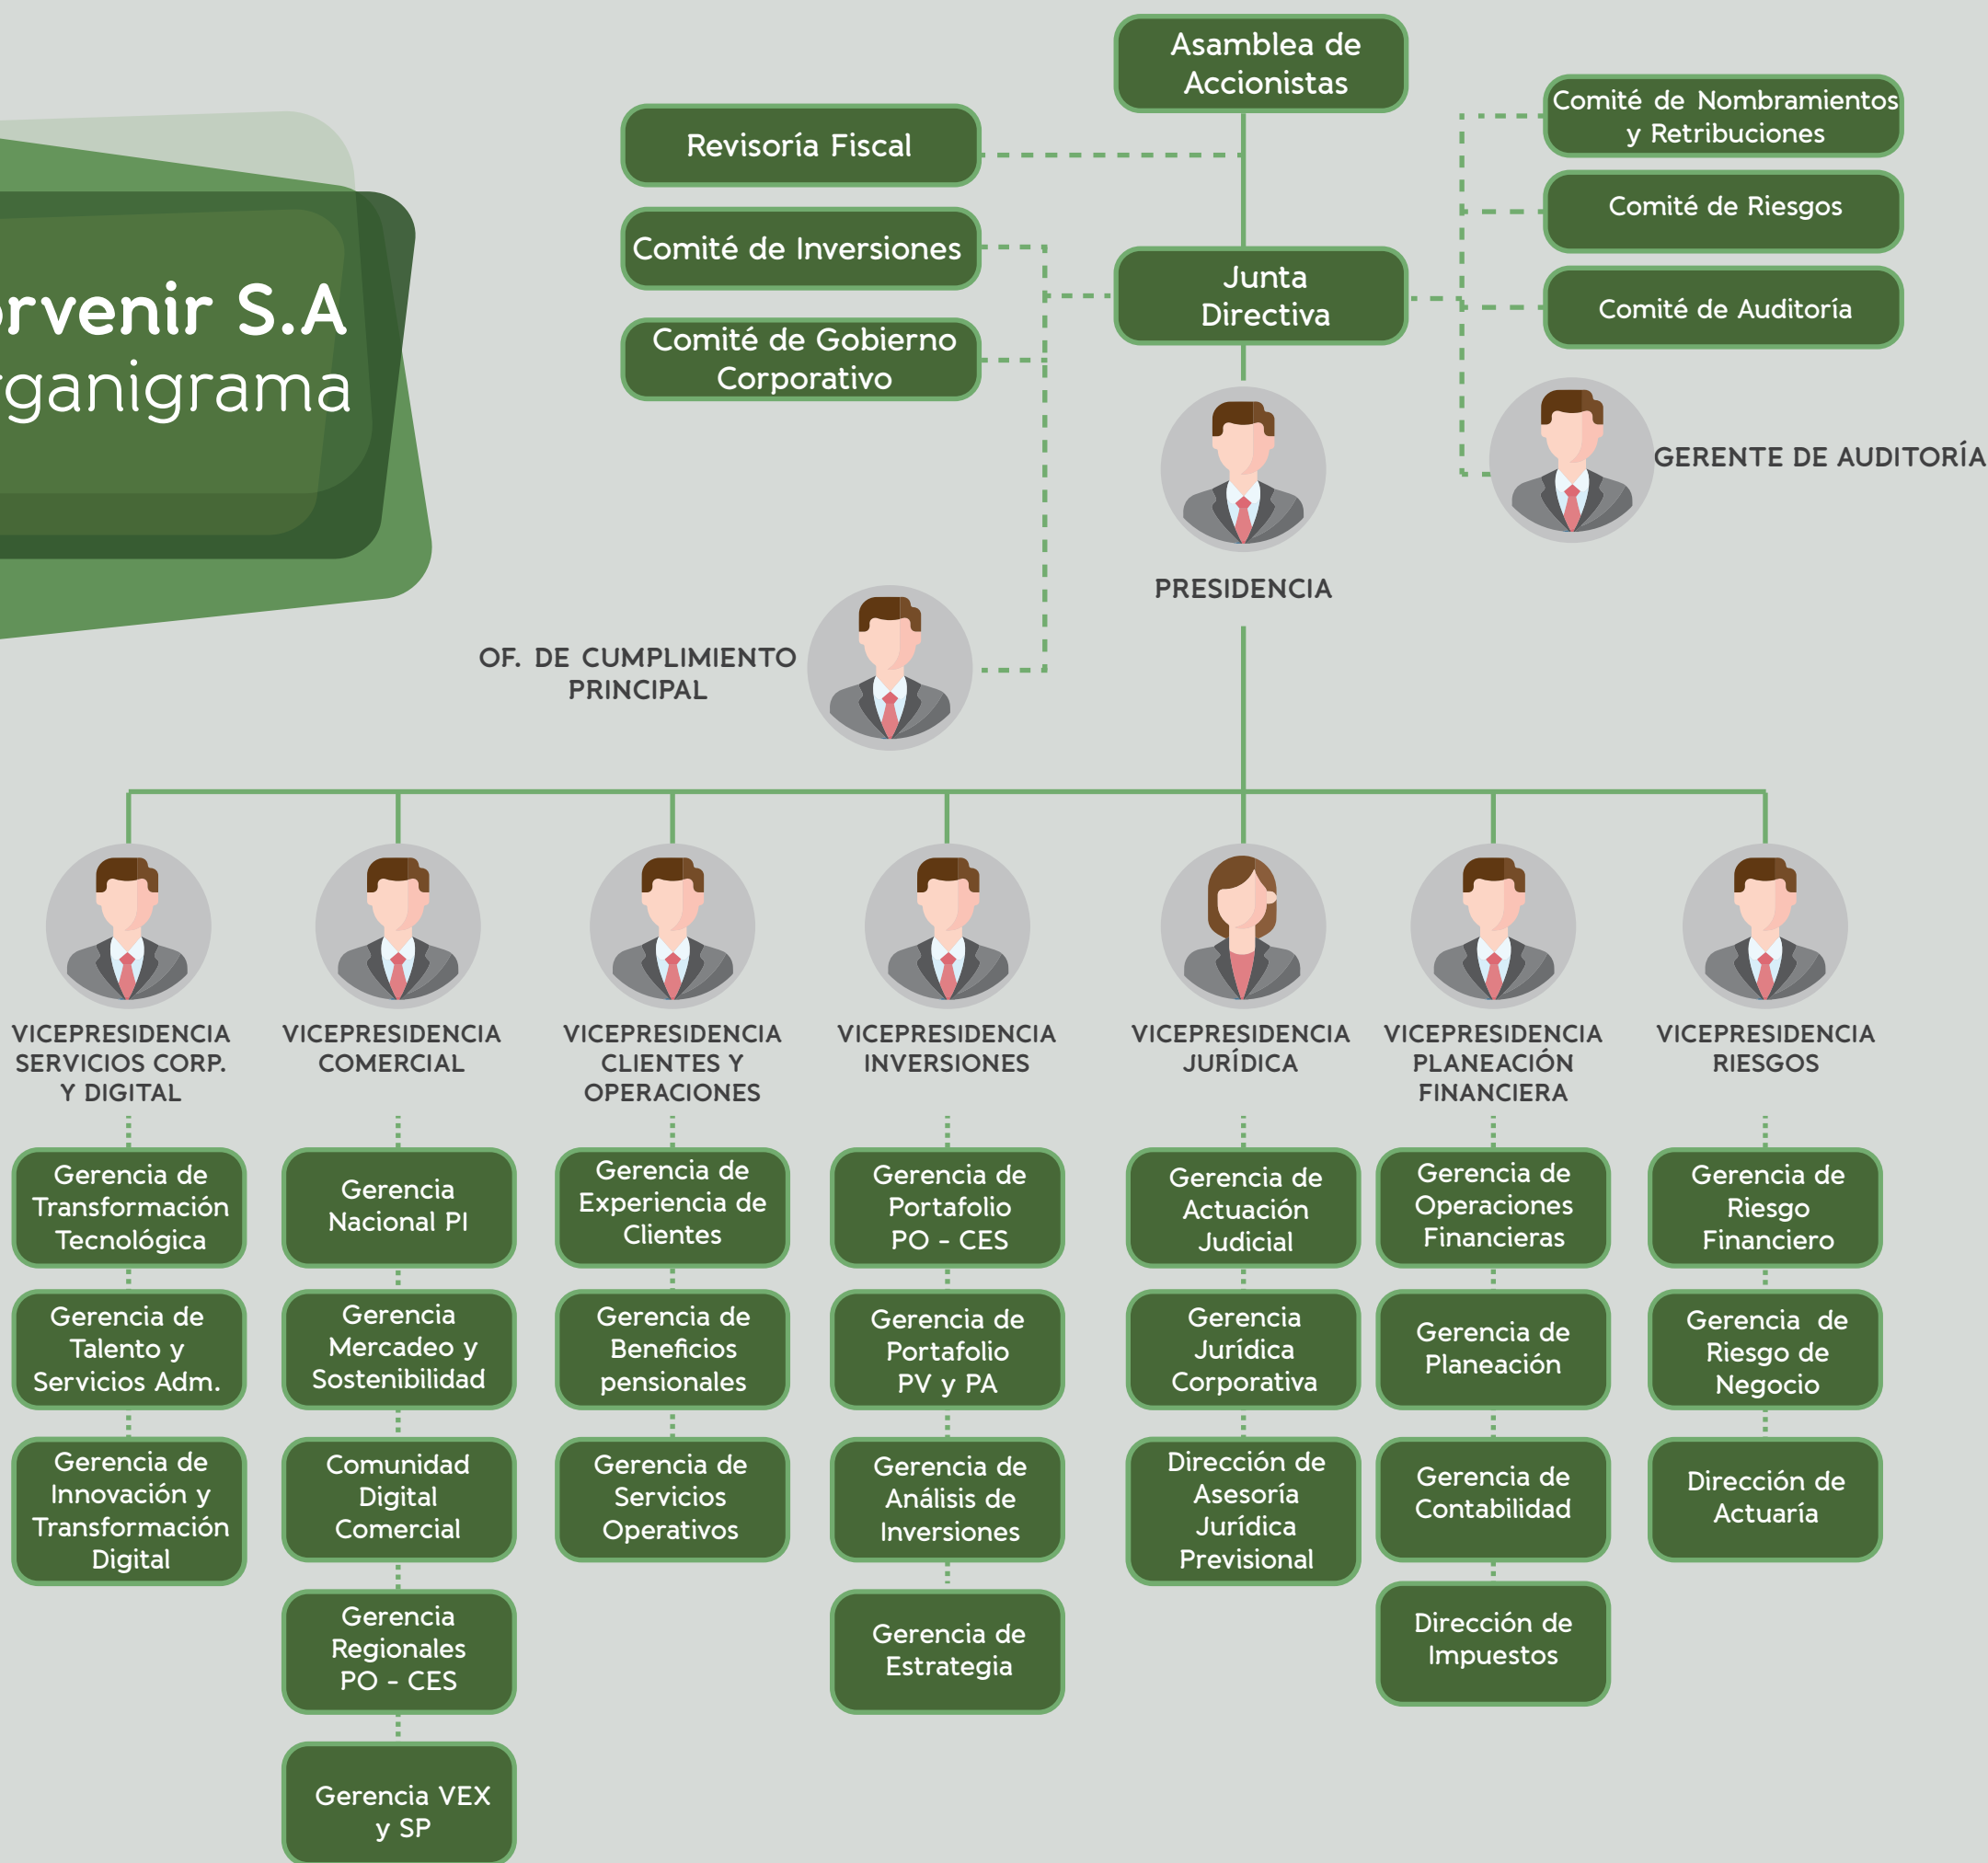 Asamblea de
Accionistas
Comité de Nombramientos
y Retribuciones
Revisoría Fiscal
Comité de Riesgos
Comité de Inversiones
Junta
Directiva
Comité de Auditoría
rvenir S.A
ganigrama
Comité de Gobierno
Corporativo
GERENTE DE AUDITORÍA
PRESIDENCIA
OF. DE CUMPLIMIENTO
PRINCIPAL
VICEPRESIDENCIA
SERVICIOS CORP.
Y DIGITAL
Gerencia de
Transformación
Tecnológica
Gerencia de
Talento y
Servicios Adm.
Gerencia de
Innovación y
Transformación
Digital
VICEPRESIDENCIA
COMERCIAL
Gerencia
Nacional PI
Gerencia
Mercadeo y
Sostenibilidad
Comunidad
Digital
Comercial
Gerencia
Regionales
PO - CES
Gerencia VEX
y SP
VICEPRESIDENCIA
CLIENTES Y
OPERACIONES
Gerencia de
Experiencia de
Clientes
Gerencia de
Beneficios
pensionales
Gerencia de
Servicios
Operativos
VICEPRESIDENCIA
INVERSIONES
Gerencia de
Portafolio
PO - CES
Gerencia de
Portafolio
PV y PA
Gerencia de
Análisis de
Inversiones
Gerencia de
Estrategia
VICEPRESIDENCIA
JURÍDICA
Gerencia de
Actuación
Judicial
Gerencia
Jurídica
Corporativa
Dirección de
Asesoría
Jurídica
Previsional
VICEPRESIDENCIA
PLANEACIÓN
FINANCIERA
Gerencia de
Operaciones
Financieras
Gerencia de
Planeación
Gerencia de
Contabilidad
Dirección de
Impuestos
VICEPRESIDENCIA
RIESGOS
Gerencia de
Riesgo
Financiero
Gerencia de
Riesgo de
Negocio
Dirección de
Actuaría